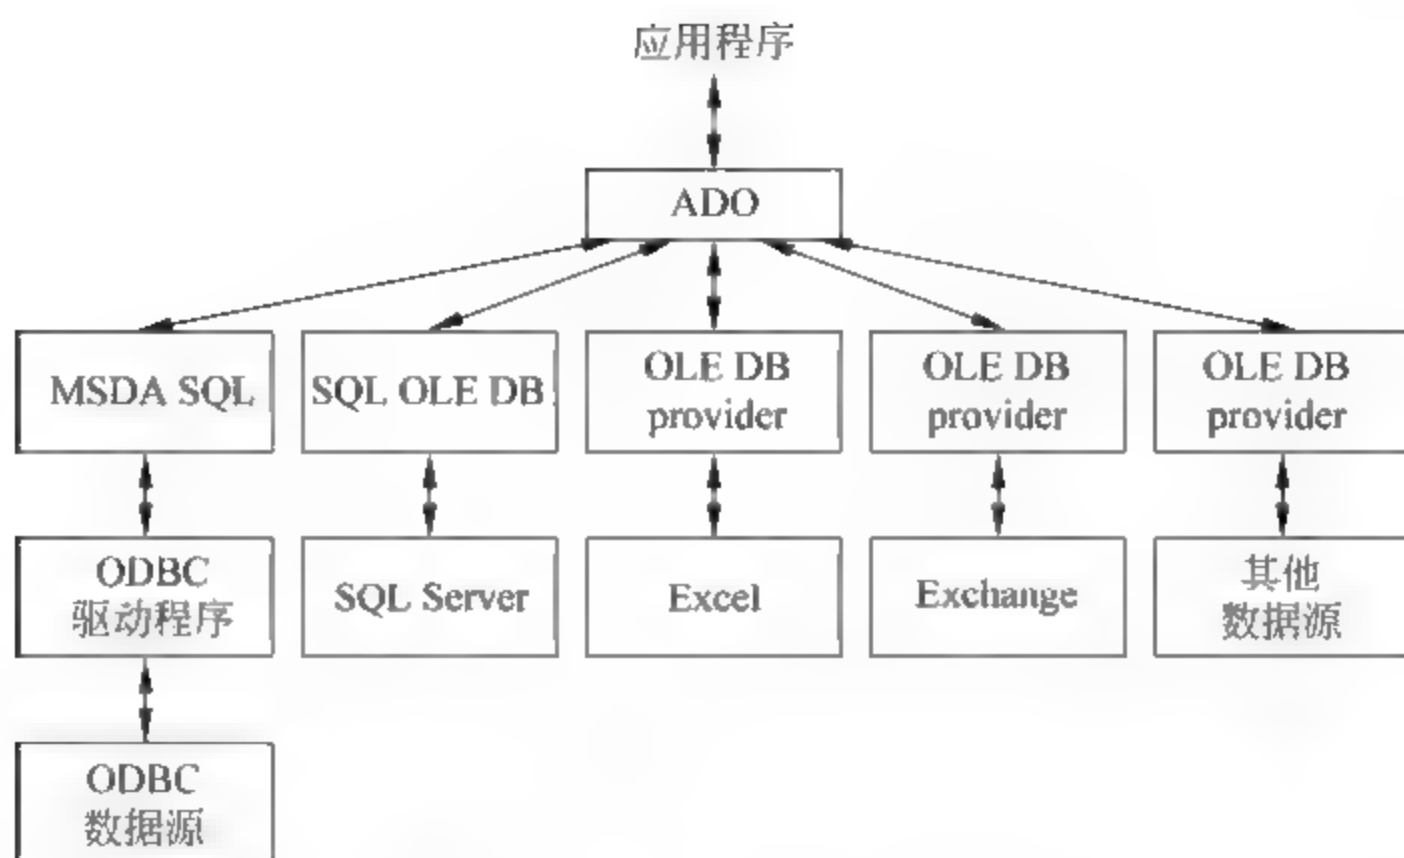 应用程序
ADO
MSDA SQL
SQL OLE DB
OLE DB
provider
OLE DB
provider
OLE DB
provider
ODBC
驱动程序
SQL Server
Excel
Exchange
其他
数据源
ODBC
数据源